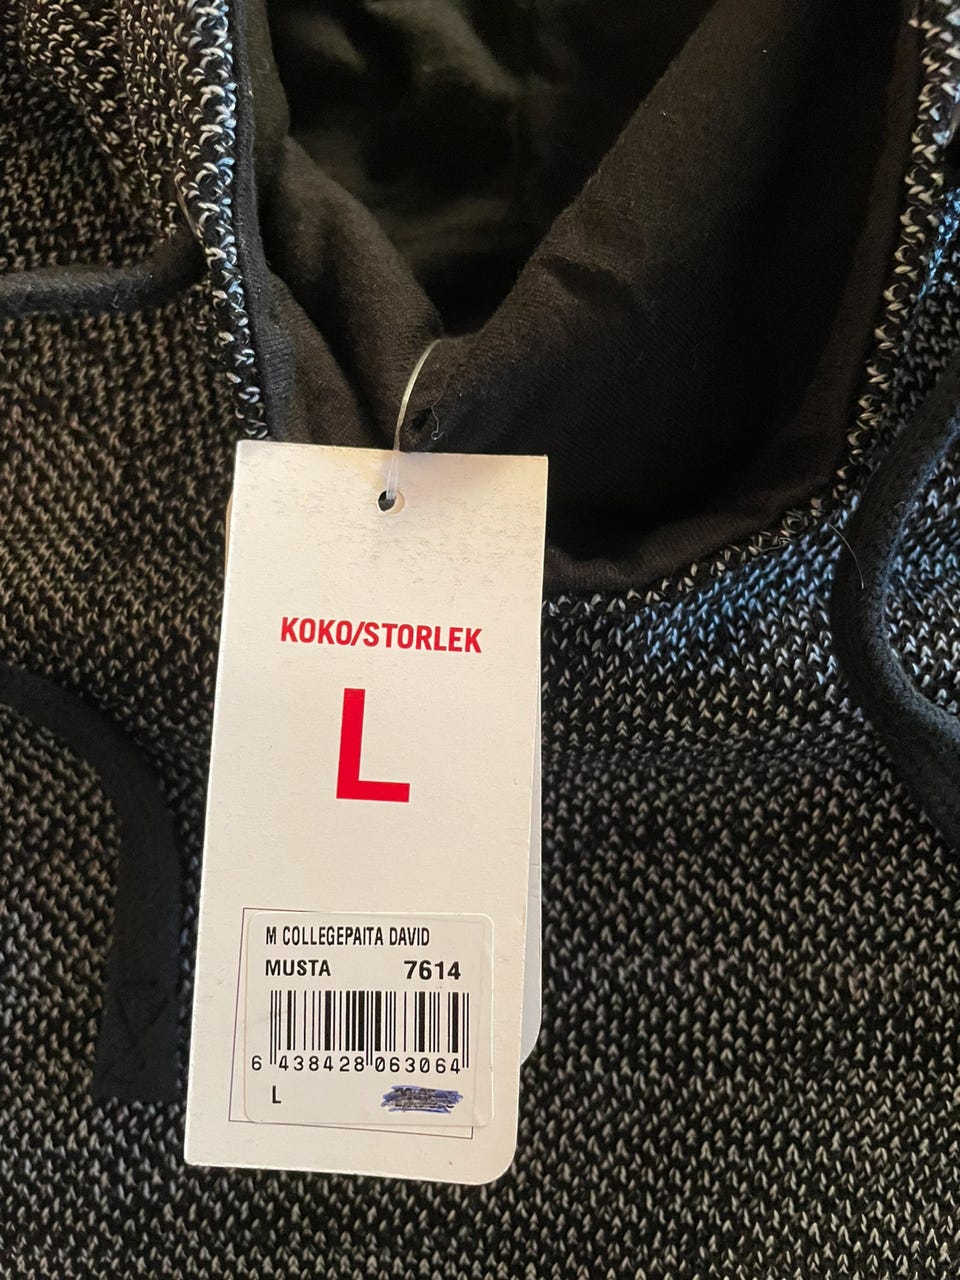 KOKO/STORLEK
L
M COLLEGEPAITA DAVID
MUSTA 7614
6 438428 063064
L